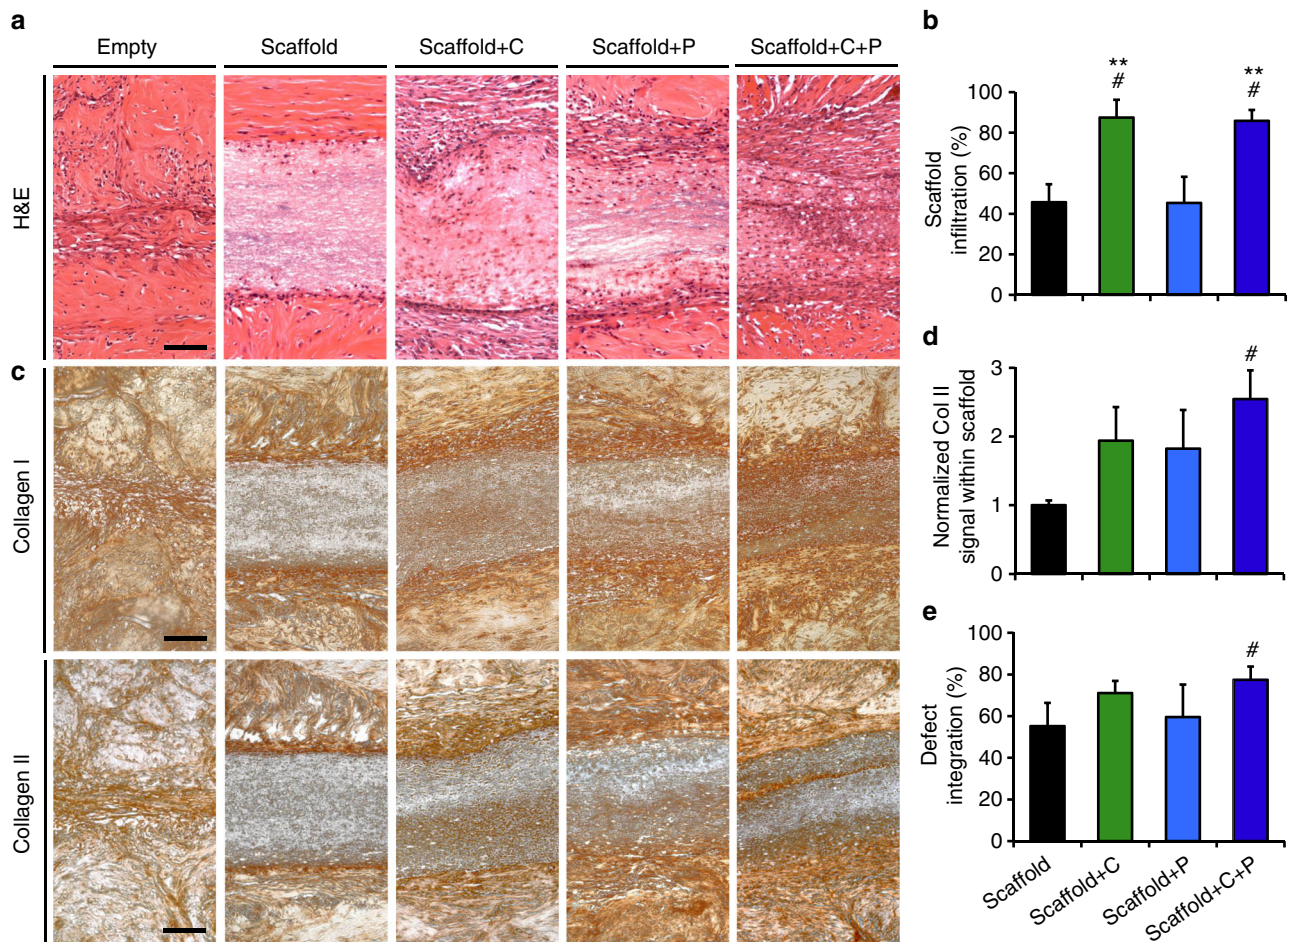 a
Empty
Scaffold
Scaffold+C
Scaffold+P
Scaffold+C+P
H&E
c
Collagen I
Collagen II
b
Scaffold
infiltration (%)
100
80
60
40
20
0
**
#
**
#
d
Normalized Col II
signal within scaffold
3
2
1
0
#
e
Defect
integration (%)
100
80
60
40
20
0
#
Scaffold
Scaffold+C
Scaffold+P
Scaffold+C+P